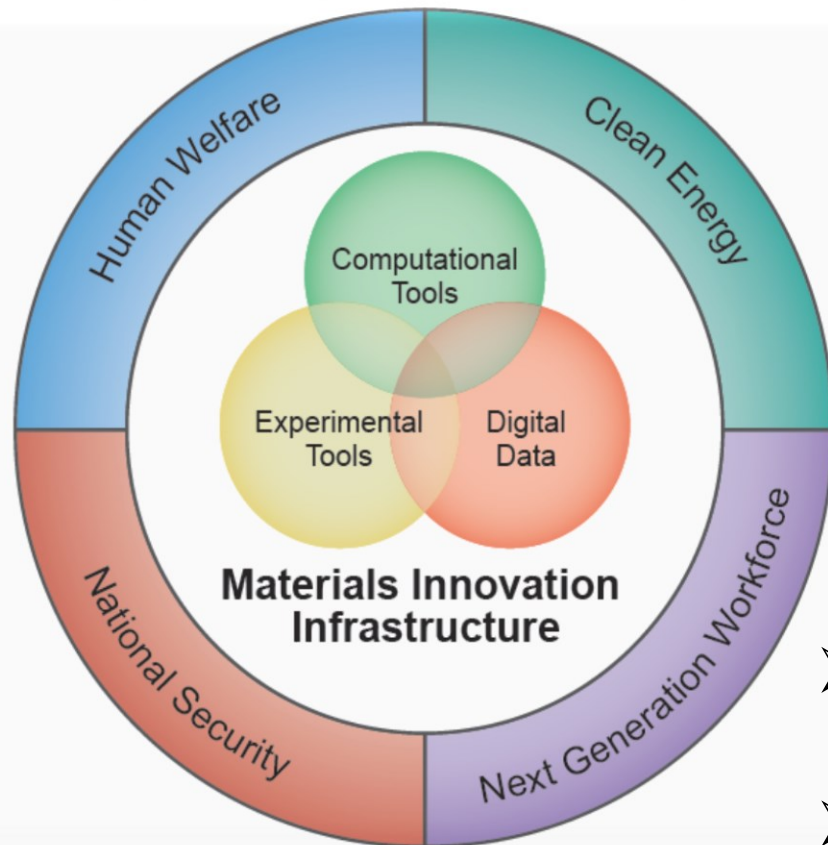 Human Welfare
Clean Energy
Computational
Tools
Experimental
Tools
Digital
Data
Materials Innovation
Infrastructure
National Security
Next Generation Workforce